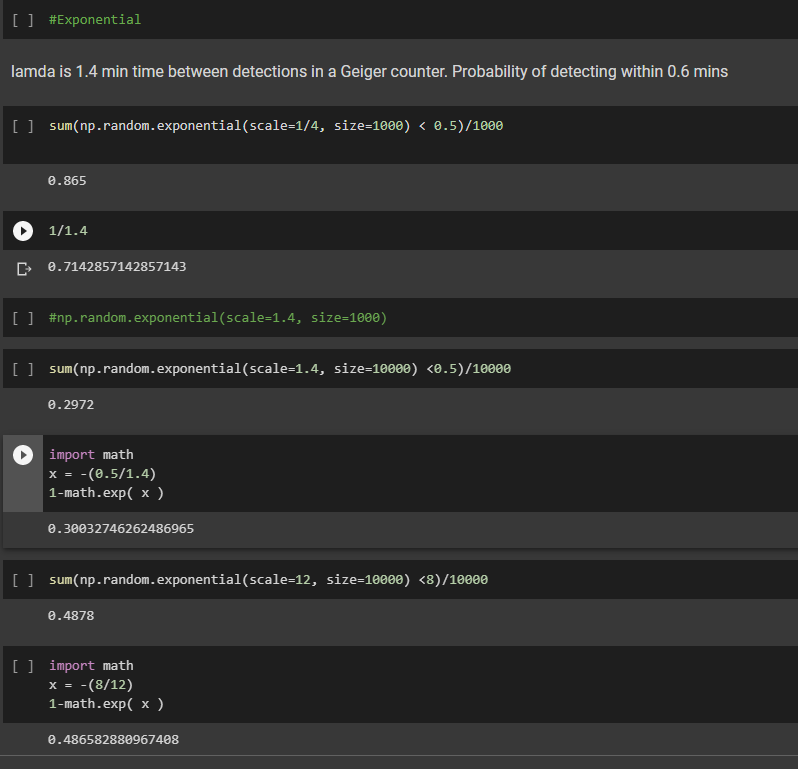 [ ] #Exponential
lamda is 1.4 min time between detections in a Geiger counter. Probability of detecting within 0.6 mins
[ ] sum(np.random.exponential(scale=1/4, size=1000) < 0.5)/1000
0.865
1/1.4
0.7142857142857143
[ ] #np.random.exponential(scale=1.4, size=1000)
[ ] sum(np.random.exponential(scale=1.4, size=10000) <0.5)/10000
0.2972
import math
x = -(0.5/1.4)
1-math.exp( x )
0.30032746262486965
[ ] sum(np.random.exponential(scale=12, size=10000) <8)/10000
0.4878
[ ] import math
x = -(8/12)
1-math.exp( x )
0.486582880967408